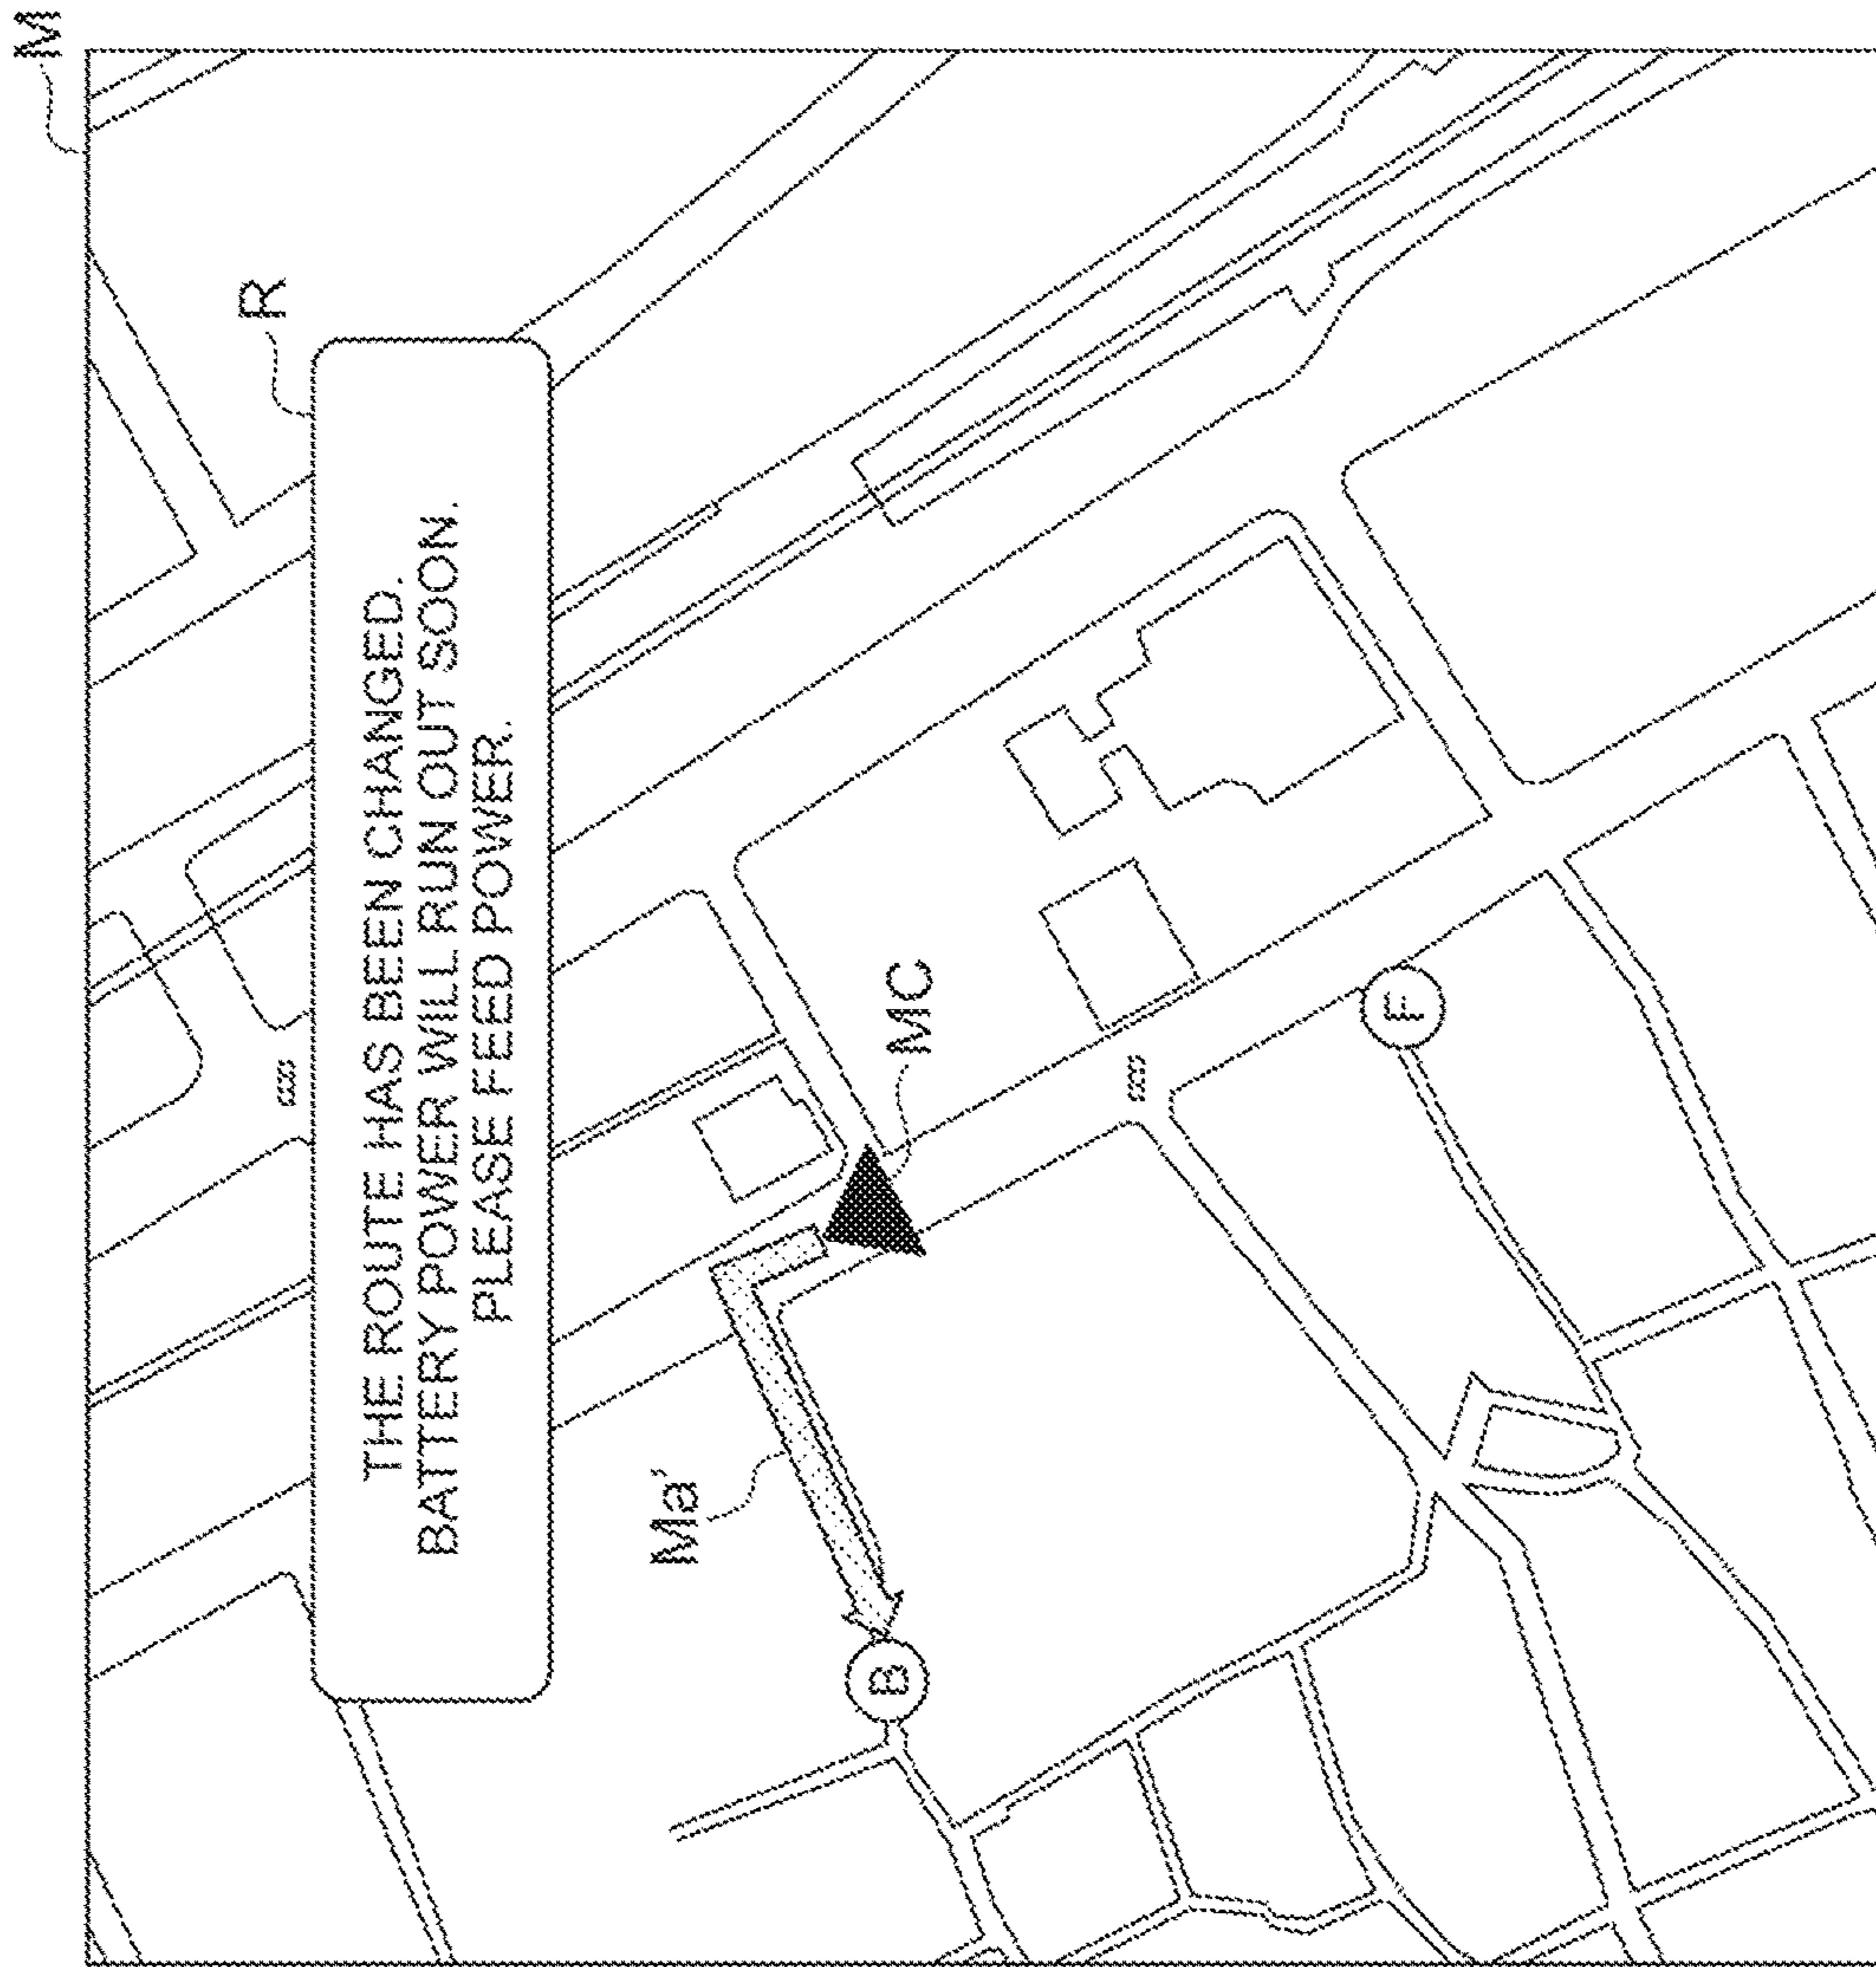 M
R
THE ROUTE HAS BEEN CHANGED.
BATTERY POWER WILL RUN OUT SOON.
PLEASE FEED POWER.
Ma'
MC
B
F